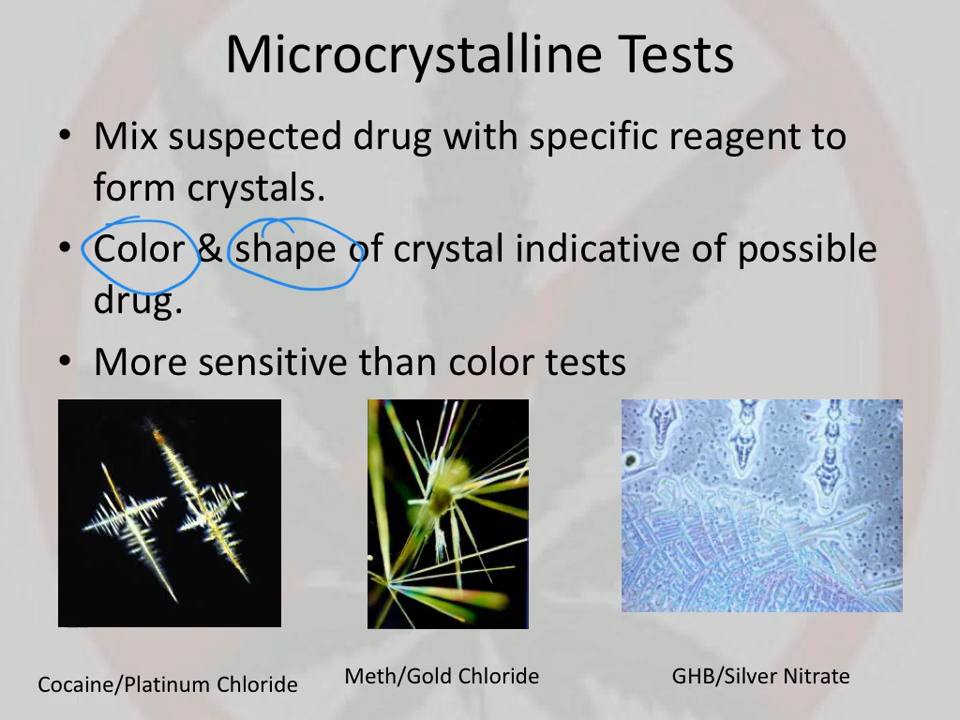 Microcrystalline Tests
• Mix suspected drug with specific reagent to
form crystals.
• Color & shape of crystal indicative of possible
drug.
• More sensitive than color tests
Cocaine/Platinum Chloride
Meth/Gold Chloride
GHB/Silver Nitrate